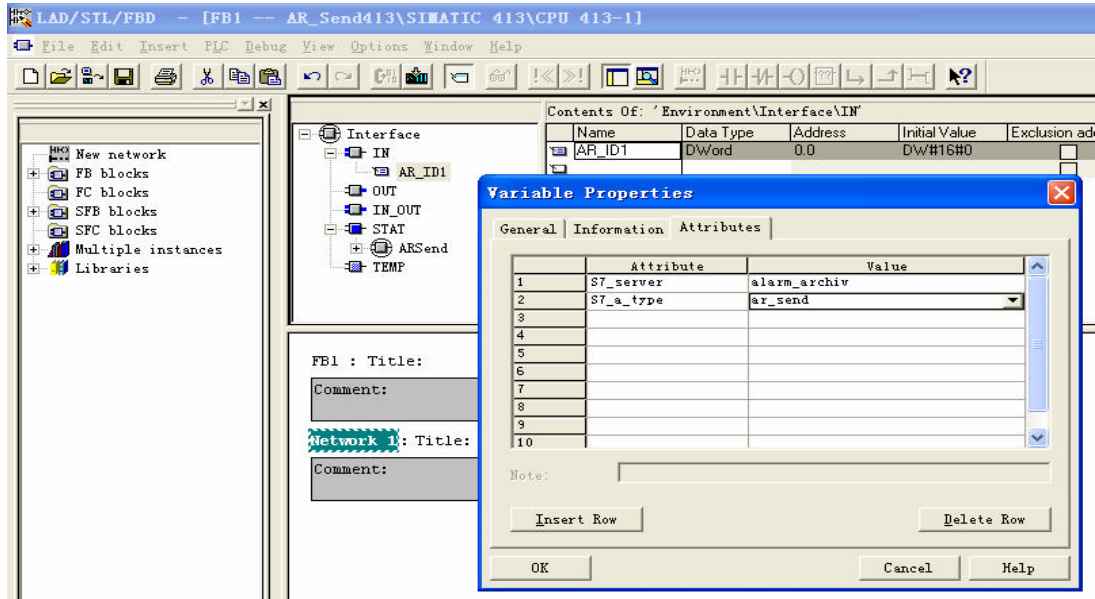 LAD/STL/FBD - [FB1 -- AR_Send413\SIMATIC 413\CPU 413-1]
File Edit Insert PLC Debug View Options Window Help
Contents Of: 'Environment\Interface\IN'
Name Data Type Address Initial Value Exclusion add
AR_ID1 DWord 0.0 DW#16#0
New network
FB blocks
FC blocks
SFB blocks
SFC blocks
Multiple instances
Libraries
Interface
IN
AR_ID1
OUT
IN_OUT
STAT
ARSend
TEMP
FB1 : Title:
Comment:
Network 1: Title:
Comment:
Variable Properties
General Information Attributes
Attribute Value
1 S7_server alarm_archiv
2 S7_a_type ar_send
3
4
5
6
7
8
9
10
Note:
Insert Row Delete Row
OK Cancel Help